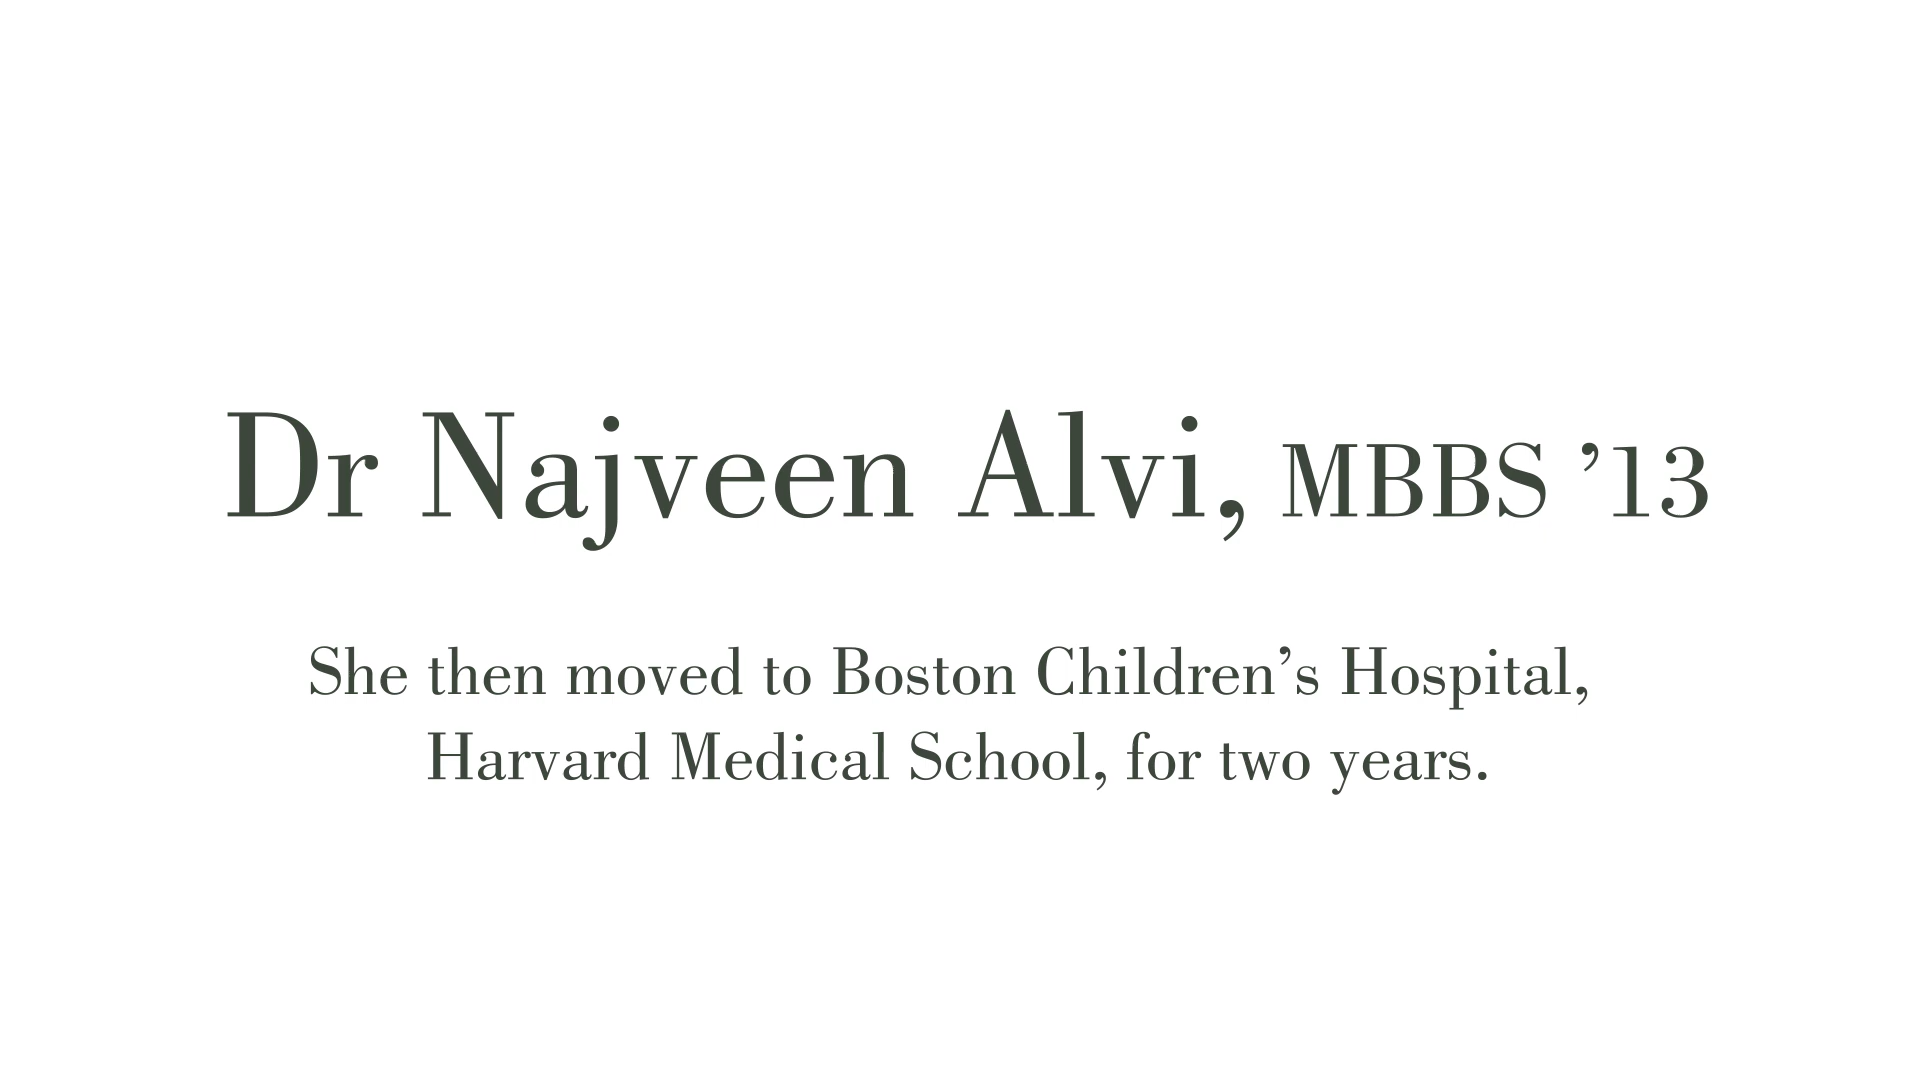 Dr Najveen Alvi, MBBS ’13
She then moved to Boston Children’s Hospital,
Harvard Medical School, for two years.